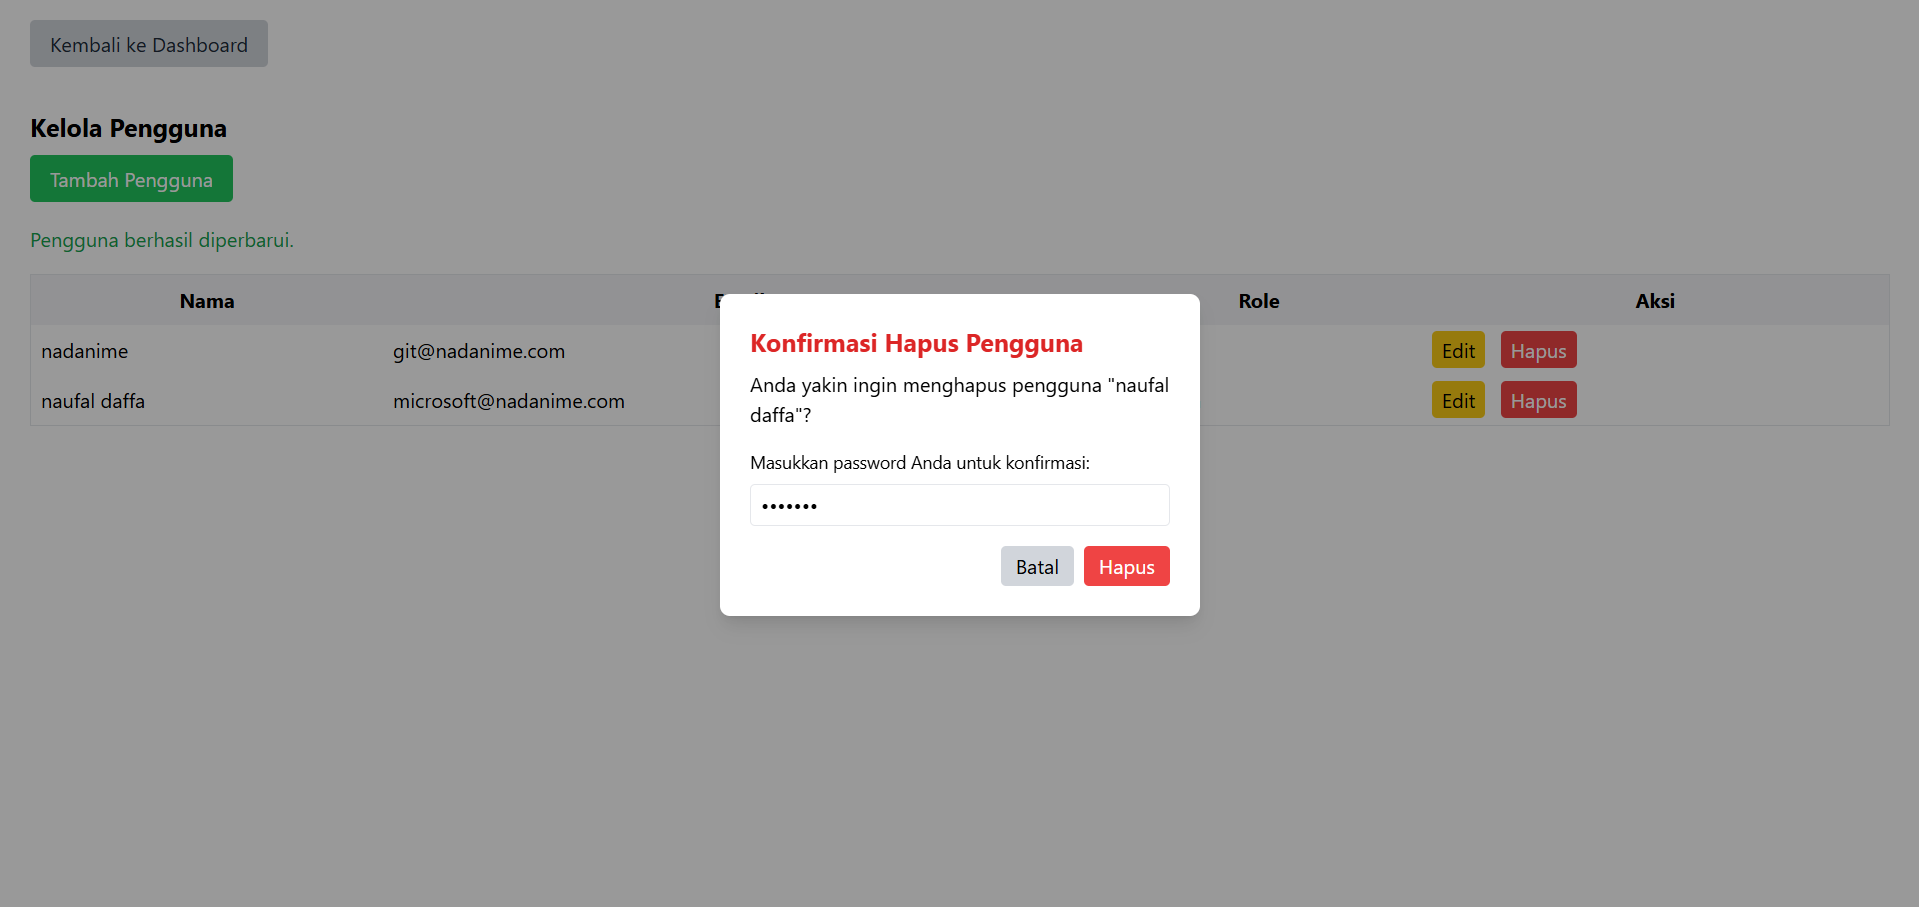 Kembali ke Dashboard
Kelola Pengguna
Tambah Pengguna
Pengguna berhasil diperbarui.
Nama Role Aksi
nadanime git@nadanime.com Edit Hapus
naufal daffa microsoft@nadanime.com Edit Hapus
Konfirmasi Hapus Pengguna
Anda yakin ingin menghapus pengguna "naufal
daffa"?
Masukkan password Anda untuk konfirmasi:
•••••••
Batal Hapus